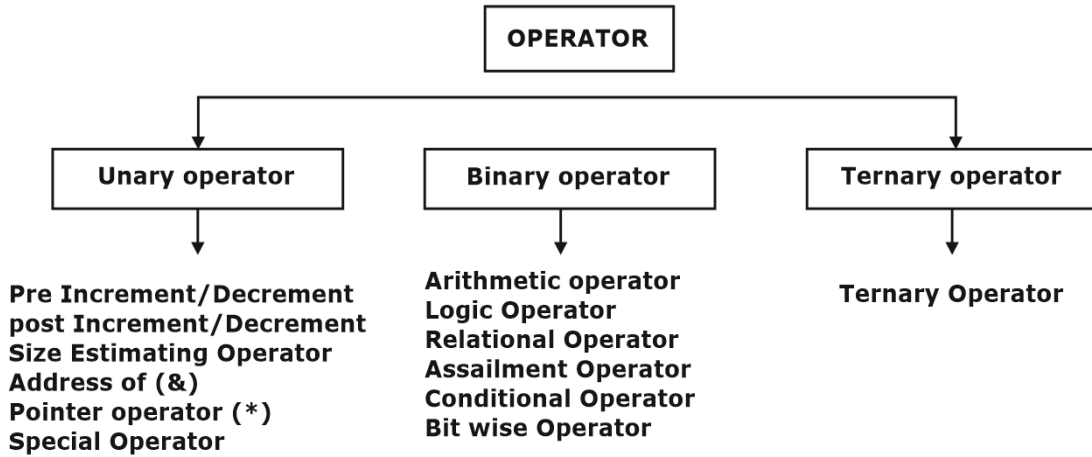 OPERATOR
Unary operator
Binary operator
Ternary operator
Pre Increment/Decrement
post Increment/Decrement
Size Estimating Operator
Address of (&)
Pointer operator (*)
Special Operator
Arithmetic operator
Logic Operator
Relational Operator
Assailment Operator
Conditional Operator
Bit wise Operator
Ternary Operator